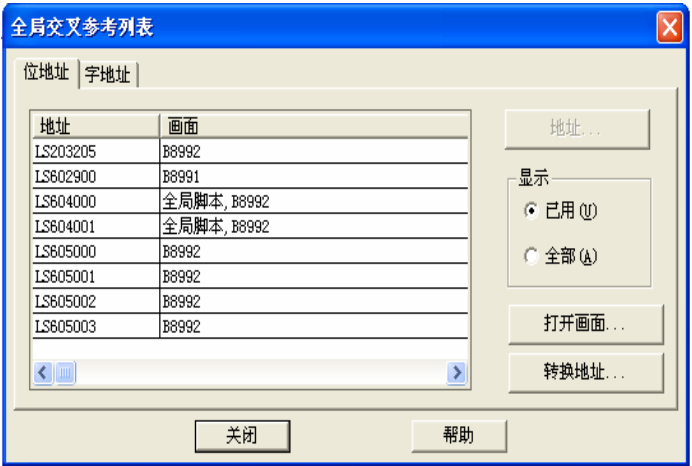 全局交叉参考列表
位地址 字地址
地址 画面
LS203205 B8992
LS602900 B8991
LS604000 全局脚本, B8992
LS604001 全局脚本, B8992
LS605000 B8992
LS605001 B8992
LS605002 B8992
LS605003 B8992
地址...
显示
已用(U)
全部(A)
打开画面...
转换地址...
关闭 帮助